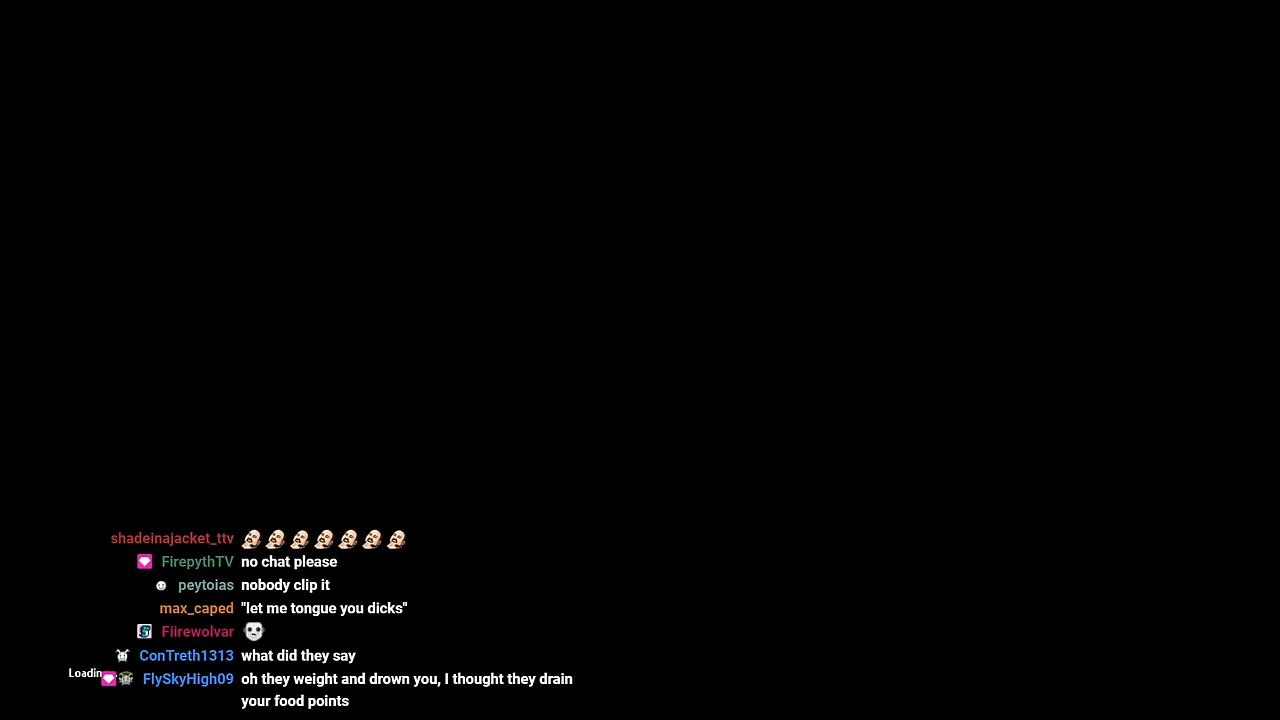 shadeinajacket_ttv
FirepythTV no chat please
peytoias nobody clip it
max_caped "let me tongue you dicks"
Fiirewolvar
ConTreth1313 what did they say
Loadin
FlySkyHigh09 oh they weight and drown you, I thought they drain
your food points